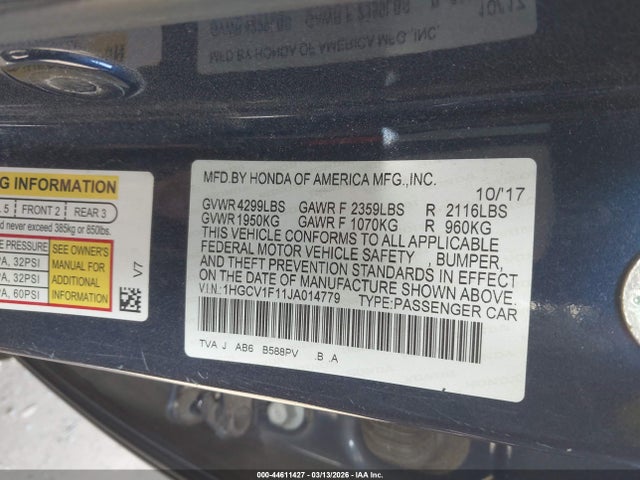 MFD.BY HONDA OF AMERICA MFG.,INC.
10/'17
GVWR 4299LBS GAWR F 2359LBS R 2116LBS
GVWR 1950KG GAWR F 1070KG R 960KG
THIS VEHICLE CONFORMS TO ALL APPLICABLE
FEDERAL MOTOR VEHICLE SAFETY , BUMPER,
AND THEFT PREVENTION STANDARDS IN EFFECT
ON THE DATE OF MANUFACTURE SHOWN ABOVE.
V.I.N.:1HGCV1F11JA014779 TYPE:PASSENGER CAR
TVA J AB6 B588PV .B .A
INFORMATION
5 FRONT 2 REAR 3
never exceed 385kg or 850lbs.
PRESSURE
32PSI
32PSI
60PSI
SEE OWNER'S
MANUAL FOR
ADDITIONAL
INFORMATION
V7
000-44611427 | 03/13/2026 | IAA Inc.